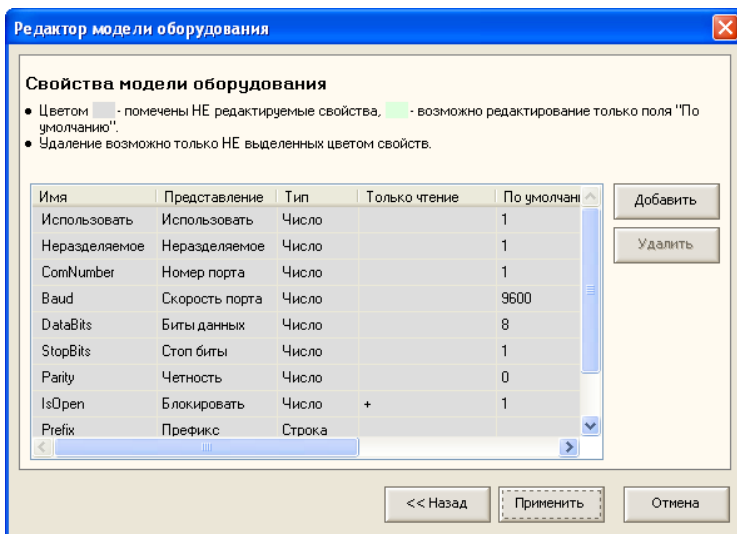 Редактор модели оборудования
Свойства модели оборудования
• Цветом - помечены НЕ редактируемые свойства, - возможно редактирование только поля "По
умолчанию".
• Удаление возможно только НЕ выделенных цветом свойств.
Имя Представление Тип Только чтение По умолчани
Использовать Использовать Число 1
Неразделяемое Неразделяемое Число 1
ComNumber Номер порта Число 1
Baud Скорость порта Число 9600
DataBits Биты данных Число 8
StopBits Стоп биты Число 1
Parity Четность Число 0
IsOpen Блокировать Число + 1
Prefix Префикс Строка
Добавить
Удалить
<< Назад Применить Отмена